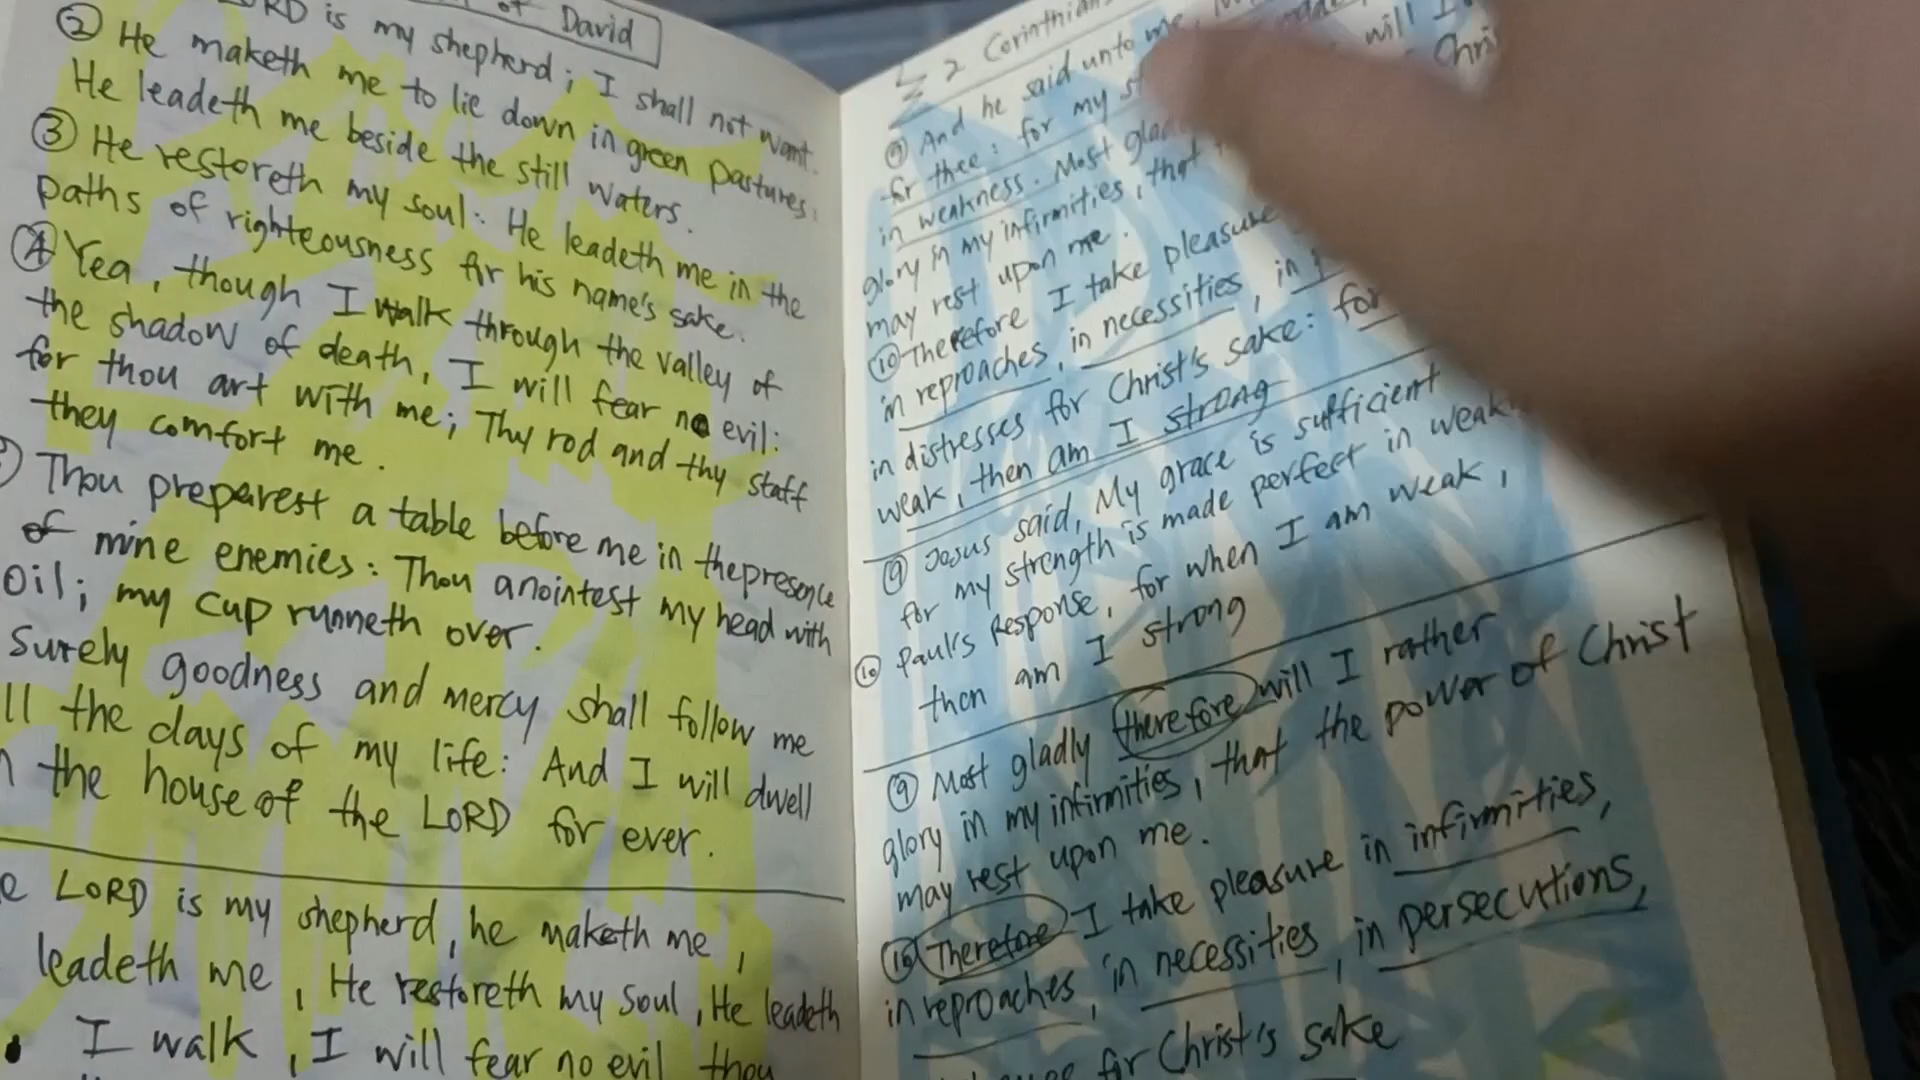 of David
LORD is my shepherd; I shall not want.
② He maketh me to lie down in green pastures:
He leadeth me beside the still waters.
③ He restoreth my soul: He leadeth me in the
paths of righteousness for his name's sake.
④ Yea, though I walk through the valley of
the shadow of death, I will fear no evil:
for thou art with me; Thy rod and thy staff
they comfort me.
Thou preparest a table before me in the presence
of mine enemies: Thou anointest my head with
oil; my cup runneth over.
Surely goodness and mercy shall follow me
ll the days of my life: And I will dwell
n the house of the LORD for ever.
e LORD is my shepherd, he maketh me,
leadeth me, He restoreth my soul, He leadeth
I walk, I will fear no evil thou
2 Corinthians
⑨ And he said unto me,
for thee: for my st
in weakness. Most glad will I
glory in my infirmities, that Chri
may rest upon me.
⑩ Therefore I take pleasure
in reproaches, in necessities, in
in distresses for Christ's sake: for
weak, then am I strong
⑨ Jesus said, My grace is sufficient
for my strength is made perfect in weak
⑩ Paul's Response, for when I am weak,
then am I strong
⑨ Most gladly therefore will I rather
glory in my infirmities, that the power of Christ
may rest upon me.
⑩ Therefore I take pleasure in infirmities,
in reproaches, in necessities, in persecutions,
for Christ's sake